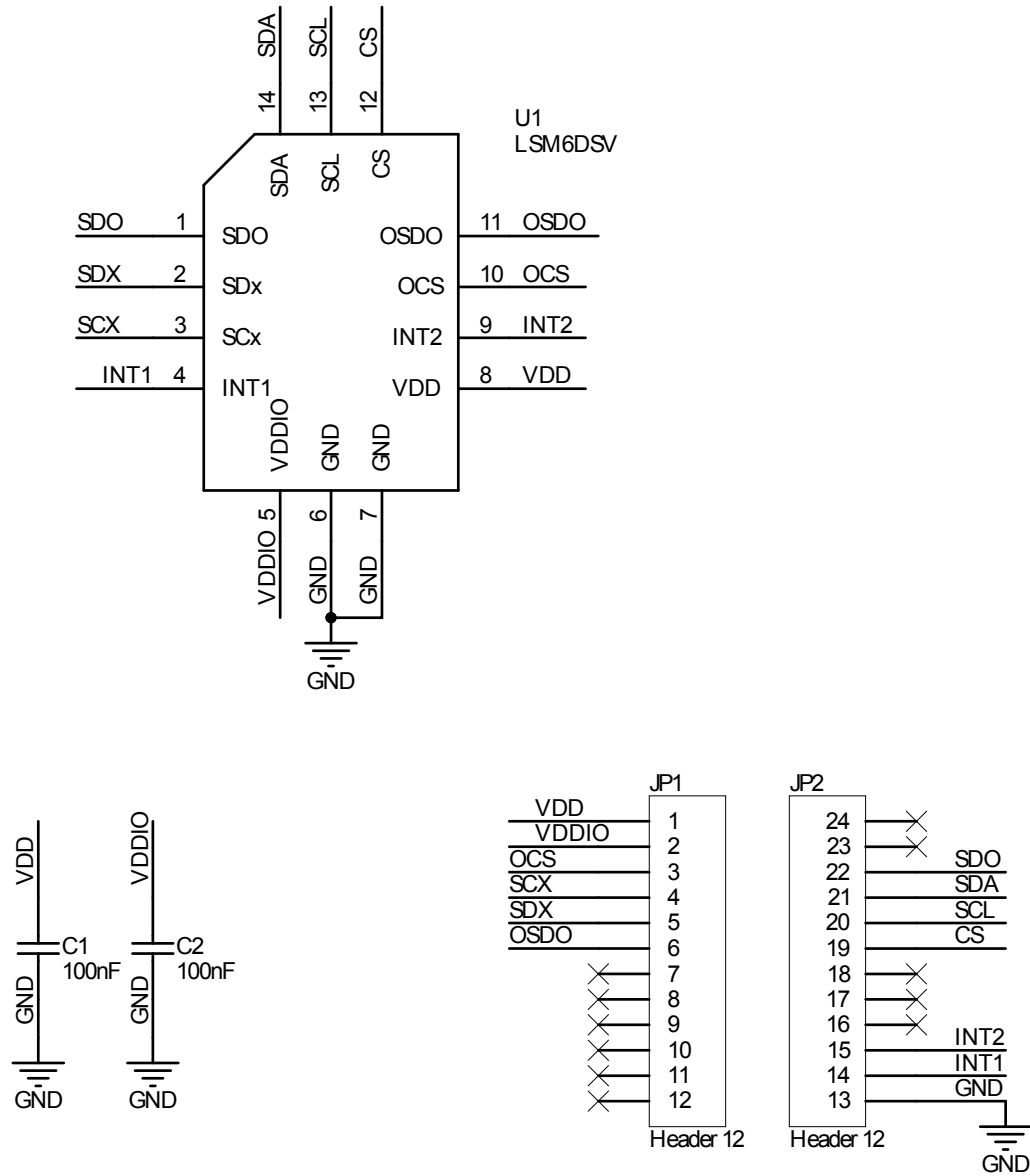 SDA
SCL
CS
14
13
12
U1
LSM6DSV
SDA
SCL
CS
SDO 1 SDO
OSDO 11 OSDO
SDX 2 SDx
OCS 10 OCS
SCX 3 SCx
INT2 9 INT2
INT1 4 INT1
VDD 8 VDD
VDDIO
GND
GND
5
6
7
VDDIO
GND
GND
GND
VDD
C1
100nF
GND
GND
VDDIO
C2
100nF
GND
GND
JP1
VDD 1
VDDIO 2
OCS 3
SCX 4
SDX 5
OSDO 6
7
8
9
10
11
12
Header 12
JP2
24
23
22 SDO
21 SDA
20 SCL
19 CS
18
17
16
15 INT2
14 INT1
13 GND
Header 12
GND